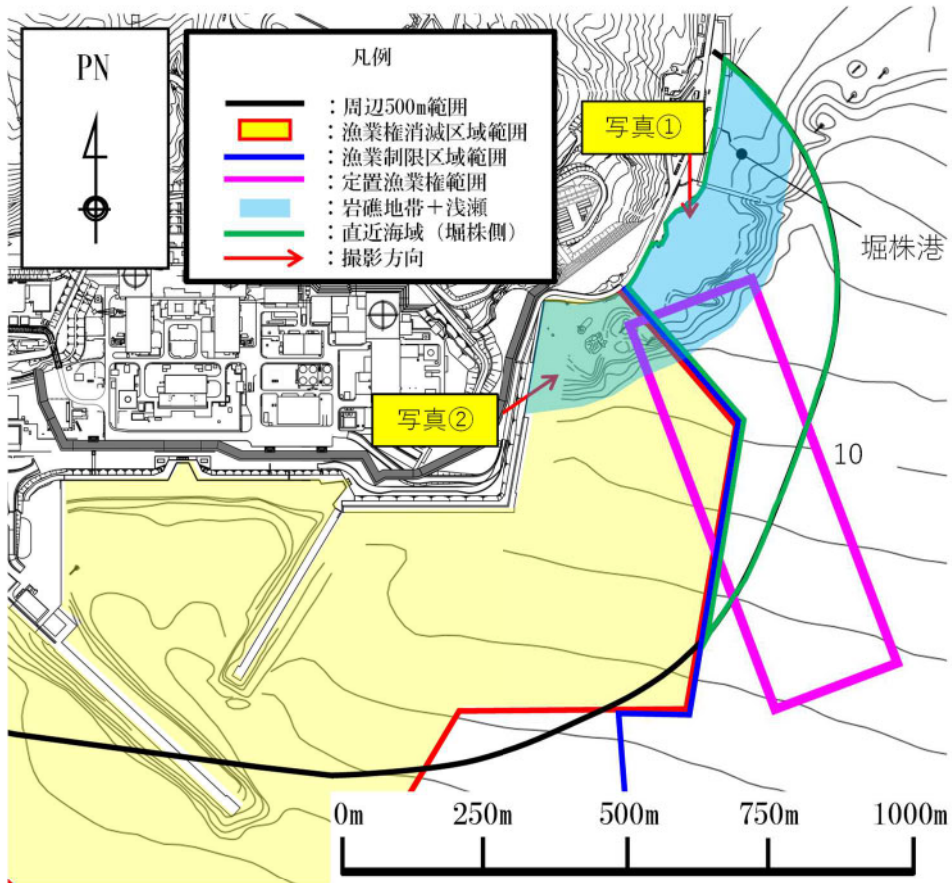 PN
凡例
：周辺500m範囲
：漁業権消滅区域範囲
：漁業制限区域範囲
：定置漁業権範囲
：岩礁地帯＋浅瀬
：直近海域（堀株側）
：撮影方向
写真①
堀株港
写真②
10
0m 250m 500m 750m 1000m